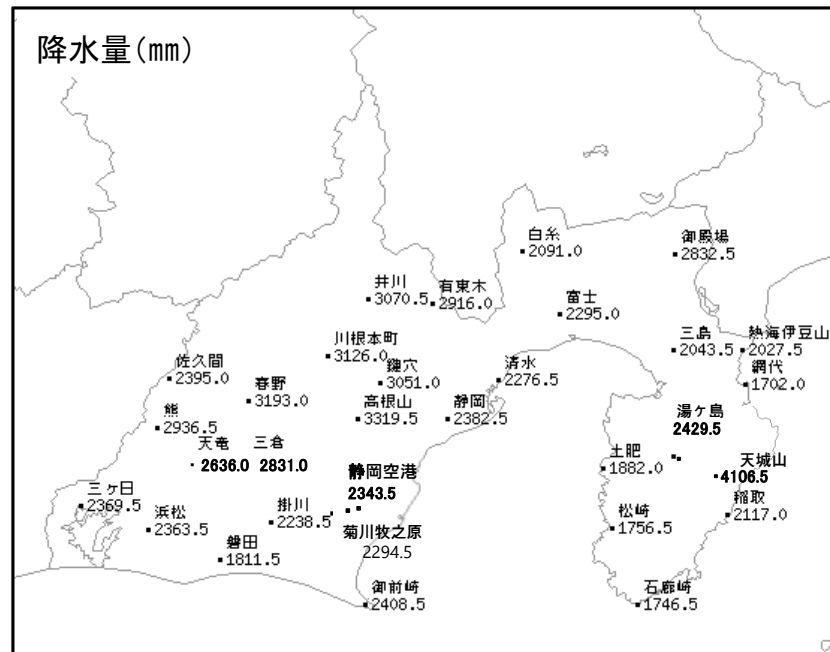 降水量(mm)
白糸
2091.0
御殿場
2832.5
井川
3070.5
有東木
2916.0
富士
2295.0
川根本町
3126.0
三島
2043.5
熱海伊豆山
2027.5
佐久間
2395.0
鍵穴
3051.0
清水
2276.5
網代
1702.0
春野
3193.0
高根山
3319.5
静岡
2382.5
湯ヶ島
2429.5
熊
2936.5
天竜
2636.0
三倉
2831.0
土肥
1882.0
天城山
4106.5
静岡空港
2343.5
三ヶ日
2369.5
浜松
2363.5
掛川
2238.5
稲取
2117.0
松崎
1756.5
菊川牧之原
2294.5
磐田
1811.5
御前崎
2408.5
石廊崎
1746.5